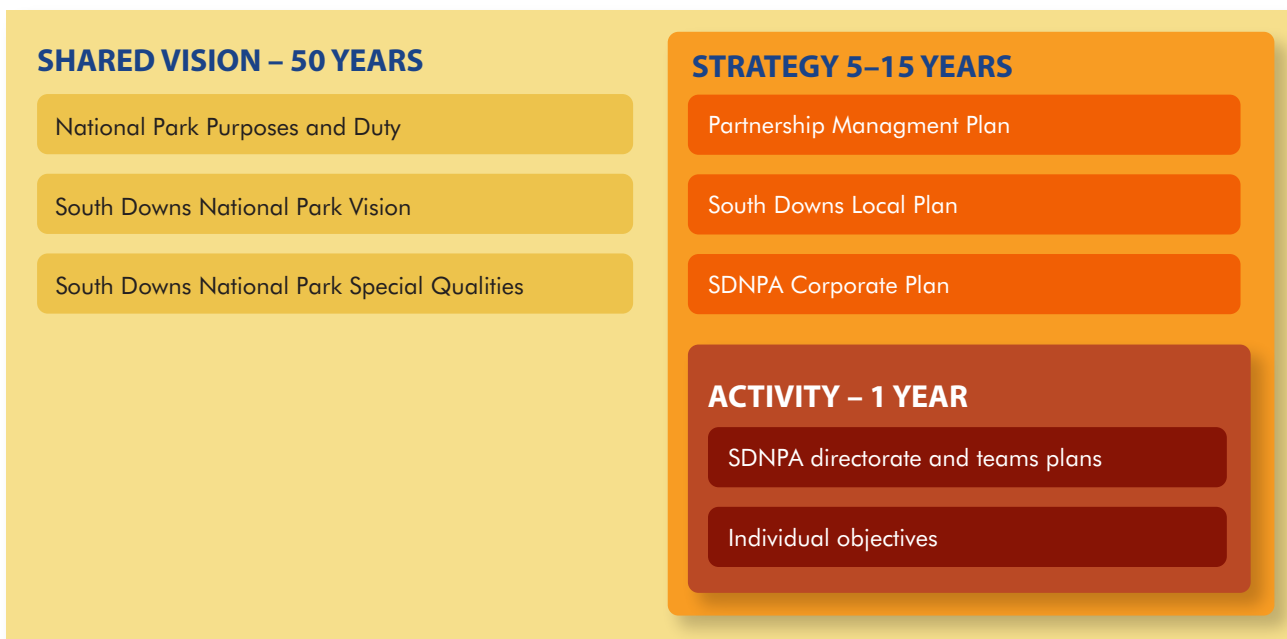 SHARED VISION – 50 YEARS
National Park Purposes and Duty
South Downs National Park Vision
South Downs National Park Special Qualities
STRATEGY 5–15 YEARS
Partnership Managment Plan
South Downs Local Plan
SDNPA Corporate Plan
ACTIVITY – 1 YEAR
SDNPA directorate and teams plans
Individual objectives